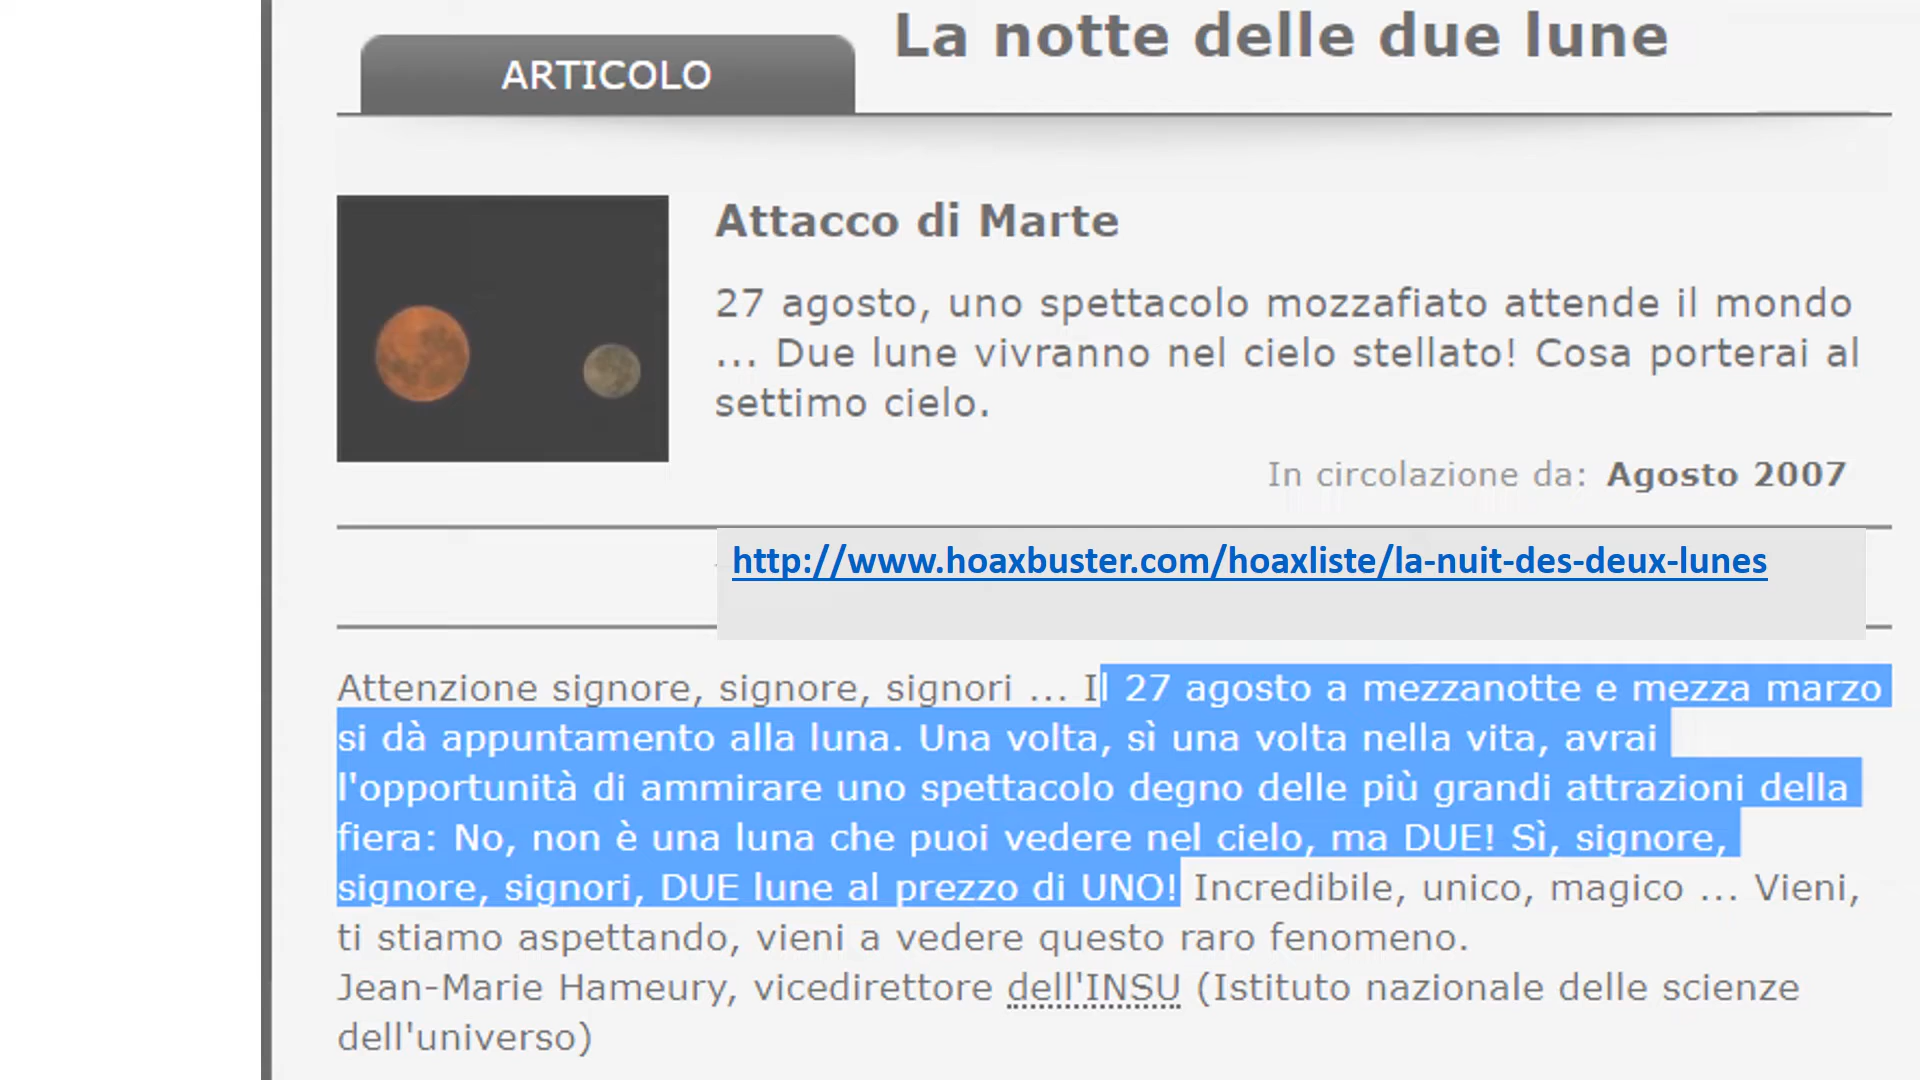 La notte delle due lune
ARTICOLO
Attacco di Marte
27 agosto, uno spettacolo mozzafiato attende il mondo
... Due lune vivranno nel cielo stellato! Cosa porterai al
settimo cielo.
In circolazione da: Agosto 2007
http://www.hoaxbuster.com/hoaxliste/la-nuit-des-deux-lunes
Attenzione signore, signore, signori ... Il 27 agosto a mezzanotte e mezza marzo
si dà appuntamento alla luna. Una volta, sì una volta nella vita, avrai
l'opportunità di ammirare uno spettacolo degno delle più grandi attrazioni della
fiera: No, non è una luna che puoi vedere nel cielo, ma DUE! Sì, signore,
signore, signori, DUE lune al prezzo di UNO! Incredibile, unico, magico ... Vieni,
ti stiamo aspettando, vieni a vedere questo raro fenomeno.
Jean-Marie Hameury, vicedirettore dell'INSU (Istituto nazionale delle scienze
dell'universo)